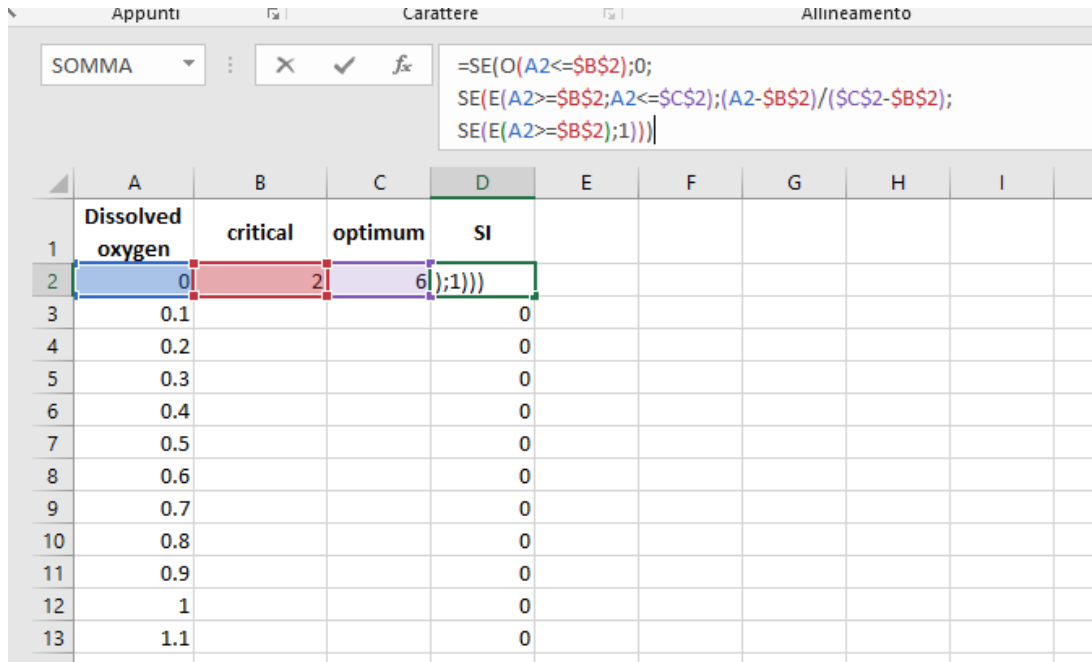 Appunti Carattere Allineamento
SOMMA fx =SE(O(A2<=$B$2);0;
SE(E(A2>=$B$2;A2<=$C$2);(A2-$B$2)/($C$2-$B$2);
SE(E(A2>=$B$2);1)))
A B C D E F G H I
1 Dissolved oxygen critical optimum SI
2 0 2 6 );1)))
3 0.1 0
4 0.2 0
5 0.3 0
6 0.4 0
7 0.5 0
8 0.6 0
9 0.7 0
10 0.8 0
11 0.9 0
12 1 0
13 1.1 0